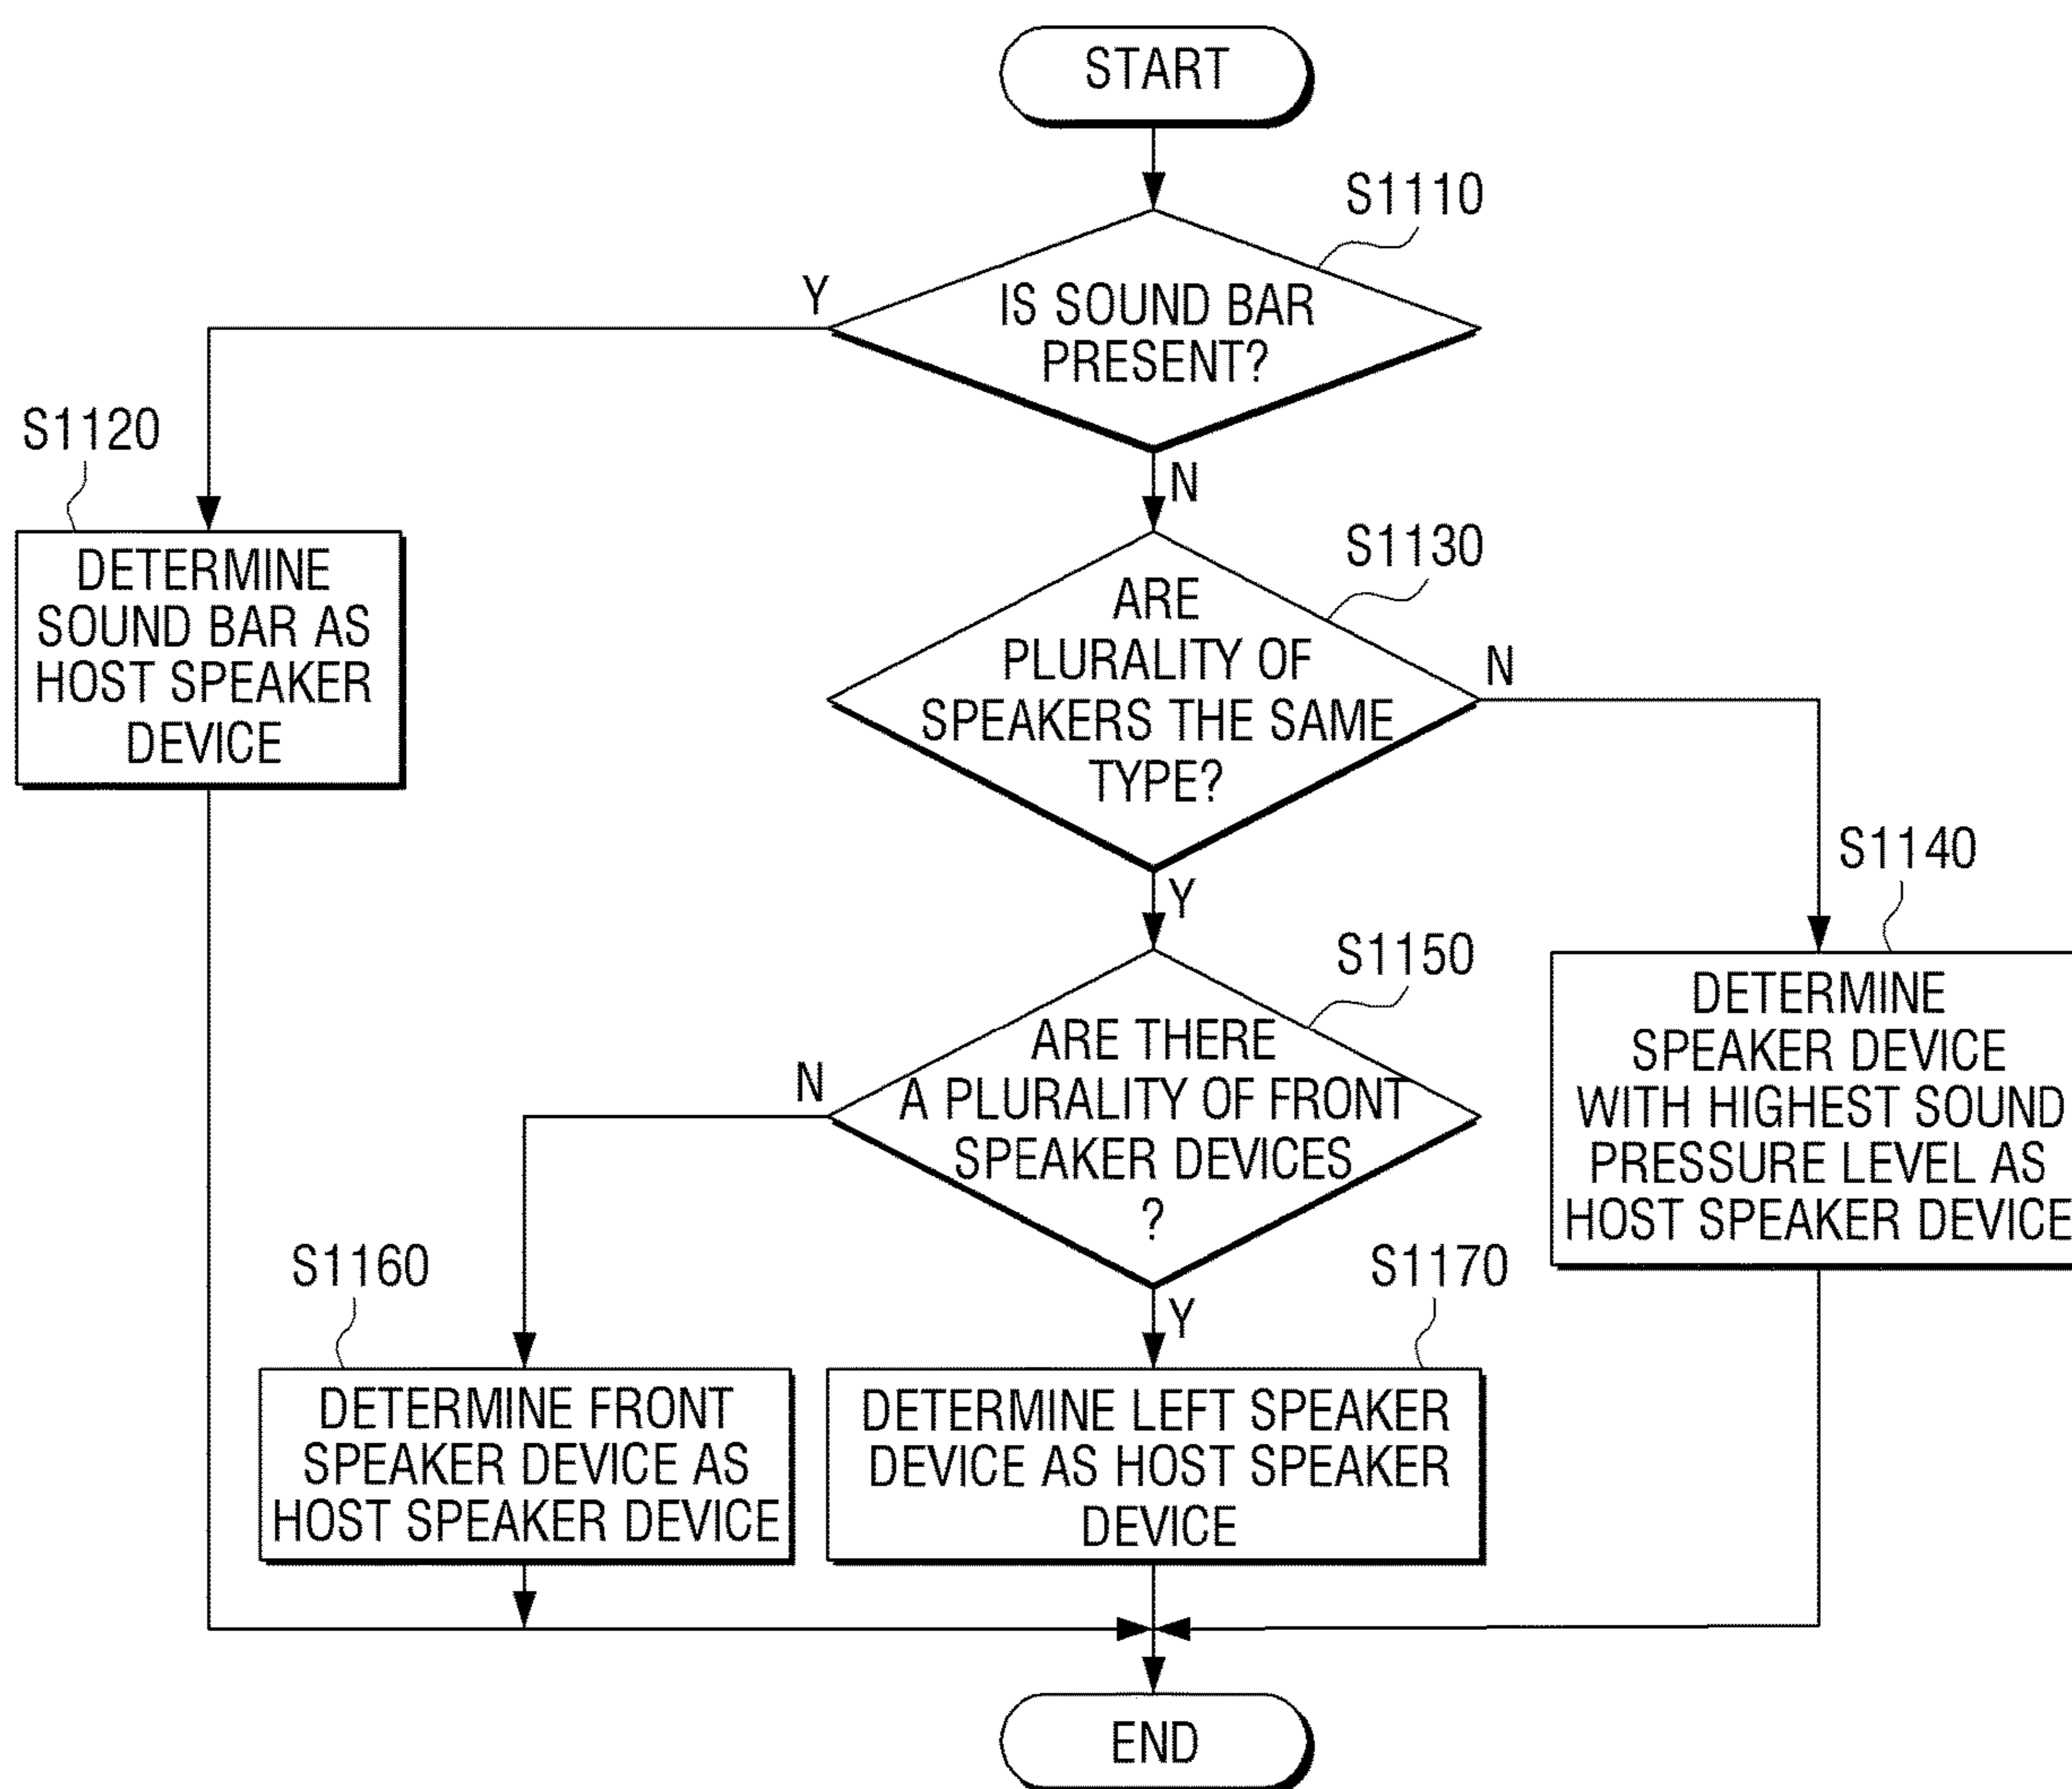 START
S1110
Y
IS SOUND BAR
PRESENT?
S1120
N
DETERMINE
SOUND BAR AS
HOST SPEAKER
DEVICE
S1130
ARE
PLURALITY OF
SPEAKERS THE SAME
TYPE?
N
S1140
Y
DETERMINE
SPEAKER DEVICE
WITH HIGHEST SOUND
PRESSURE LEVEL AS
HOST SPEAKER DEVICE
S1150
ARE THERE
A PLURALITY OF FRONT
SPEAKER DEVICES
?
N
S1160
Y
S1170
DETERMINE FRONT
SPEAKER DEVICE AS
HOST SPEAKER DEVICE
DETERMINE LEFT SPEAKER
DEVICE AS HOST SPEAKER
DEVICE
END